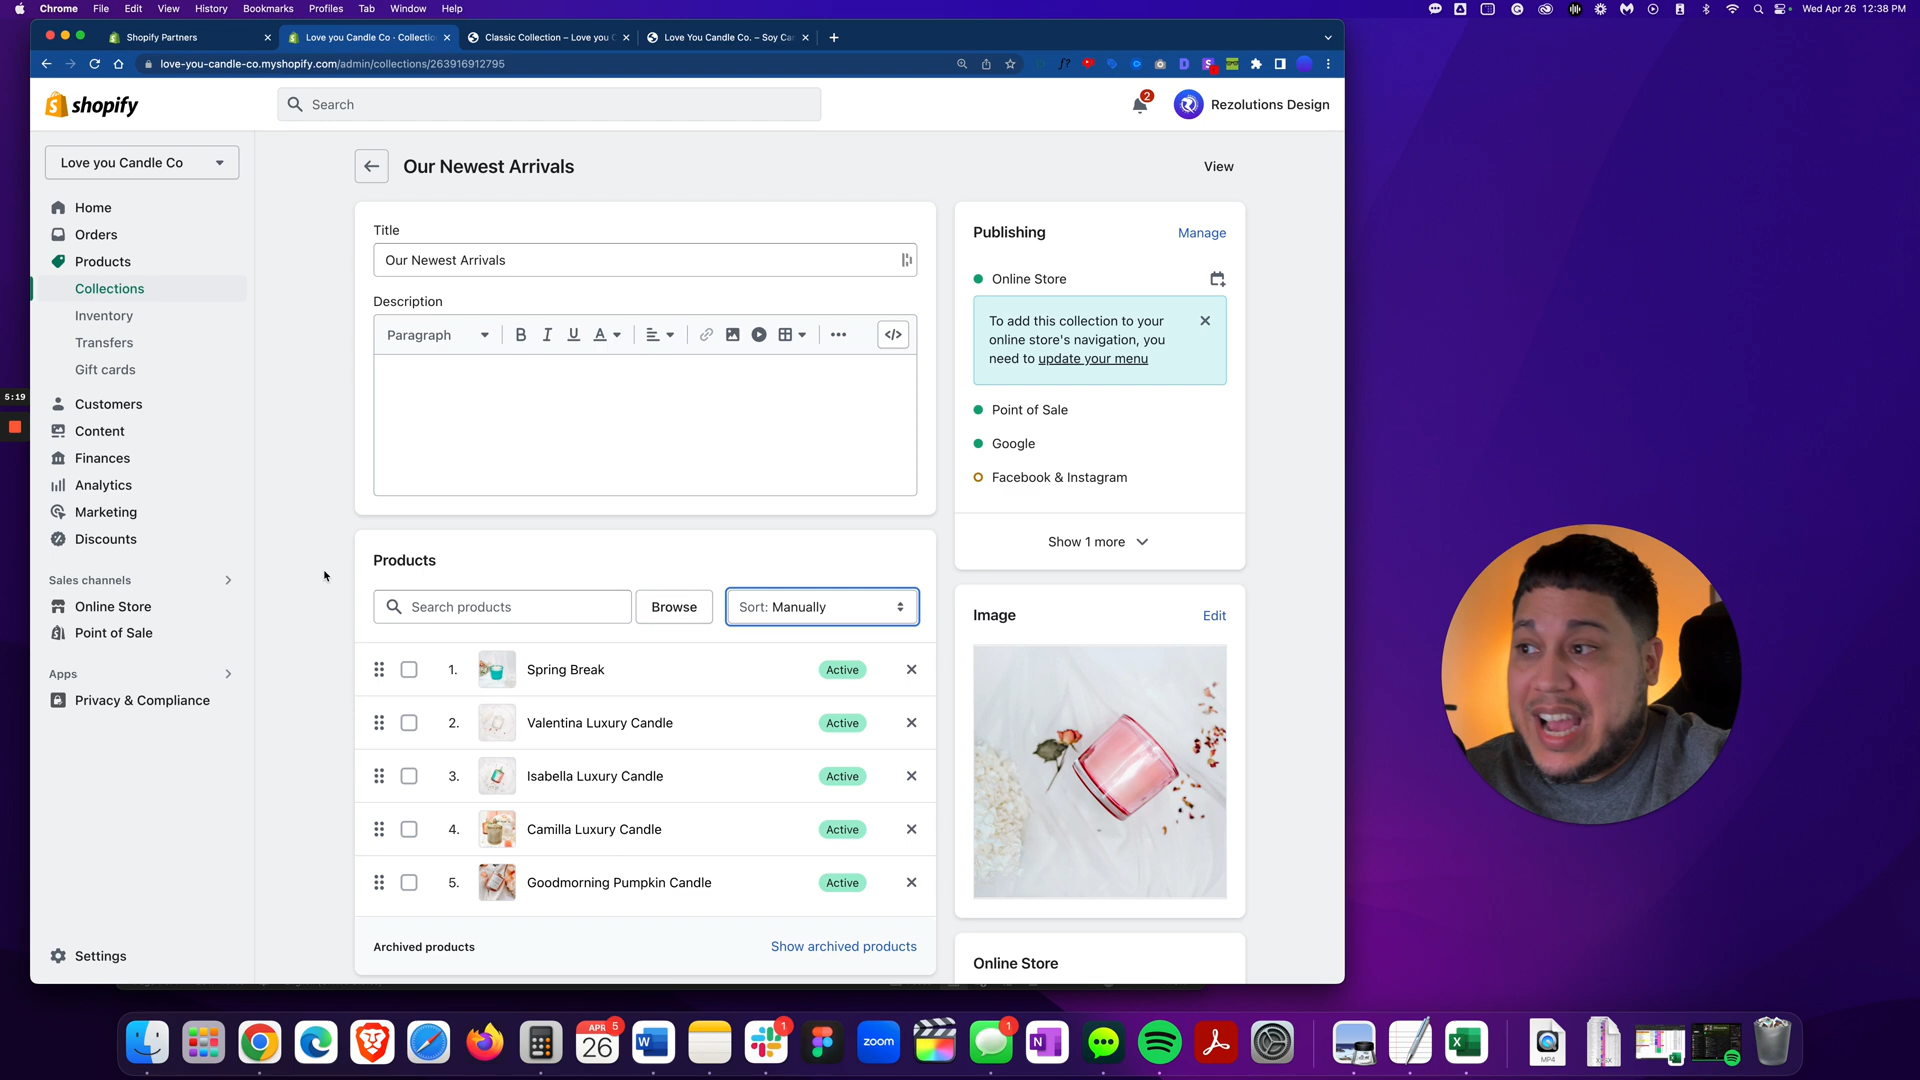 Chrome File Edit View History Bookmarks Profiles Tab Window Help
Wed Apr 26 12:38 PM
Shopify Partners
Love you Candle Co · Collectio
Classic Collection – Love you C
Love You Candle Co. – Soy Ca
love-you-candle-co.myshopify.com/admin/collections/263916912795
shopify
Search
2
Rezolutions Design
Love you Candle Co
Our Newest Arrivals
View
Home
Orders
Products
Collections
Inventory
Transfers
Gift cards
Customers
Content
Finances
Analytics
Marketing
Discounts
Sales channels
Online Store
Point of Sale
Apps
Privacy & Compliance
Settings
5:19
Title
Our Newest Arrivals
Description
Paragraph
B I U A
</>
Products
Search products
Browse
Sort: Manually
1. Spring Break Active
2. Valentina Luxury Candle Active
3. Isabella Luxury Candle Active
4. Camilla Luxury Candle Active
5. Goodmorning Pumpkin Candle Active
Archived products
Show archived products
Publishing
Manage
Online Store
To add this collection to your
online store's navigation, you
need to update your menu
Point of Sale
Google
Facebook & Instagram
Show 1 more
Image
Edit
Online Store
APR
26
5
1
zoom
1
MP4
XLSX